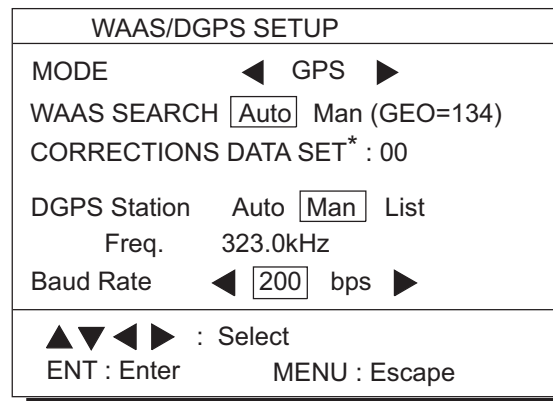 WAAS/DGPS SETUP
MODE ◀ GPS ▶
WAAS SEARCH Auto Man (GEO=134)
CORRECTIONS DATA SET* : 00
DGPS Station Auto Man List
Freq. 323.0kHz
Baud Rate ◀ 200 bps ▶
▲▼◀ ▶ : Select
ENT : Enter MENU : Escape